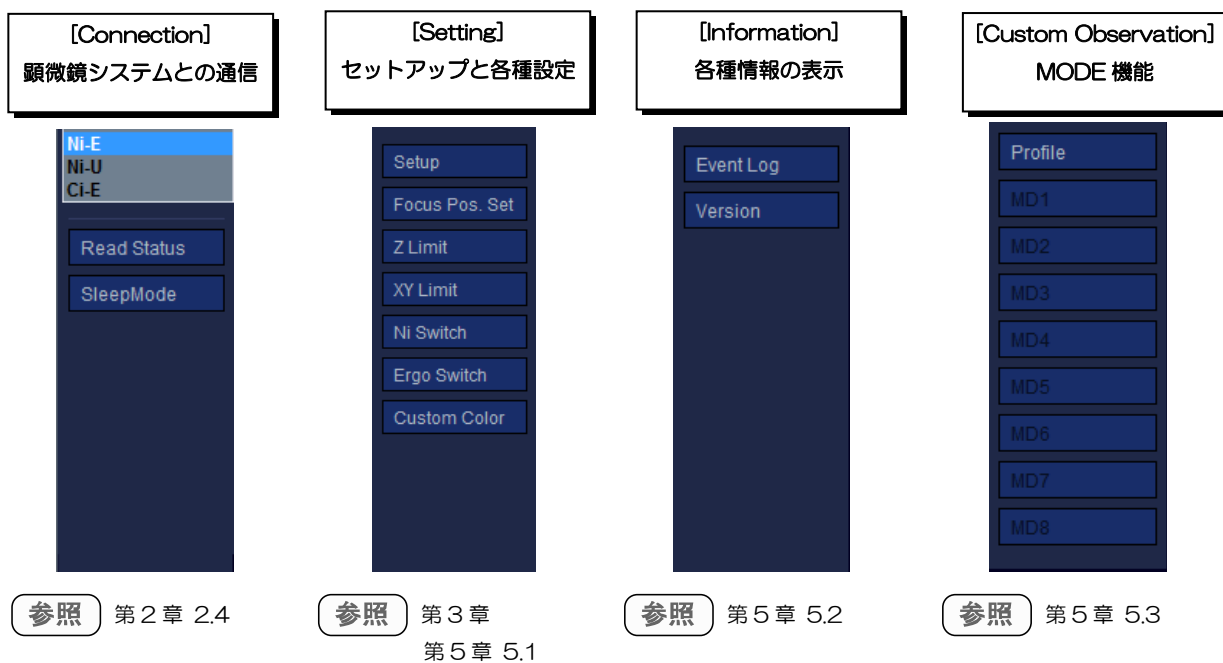 [Connection]
顕微鏡システムとの通信
Ni-E
Ni-U
Ci-E
Read Status
SleepMode
参照 第2章 2.4
[Setting]
セットアップと各種設定
Setup
Focus Pos. Set
Z Limit
XY Limit
Ni Switch
Ergo Switch
Custom Color
参照 第3章
第5章 5.1
[Information]
各種情報の表示
Event Log
Version
参照 第5章 5.2
[Custom Observation]
MODE 機能
Profile
MD1
MD2
MD3
MD4
MD5
MD6
MD7
MD8
参照 第5章 5.3